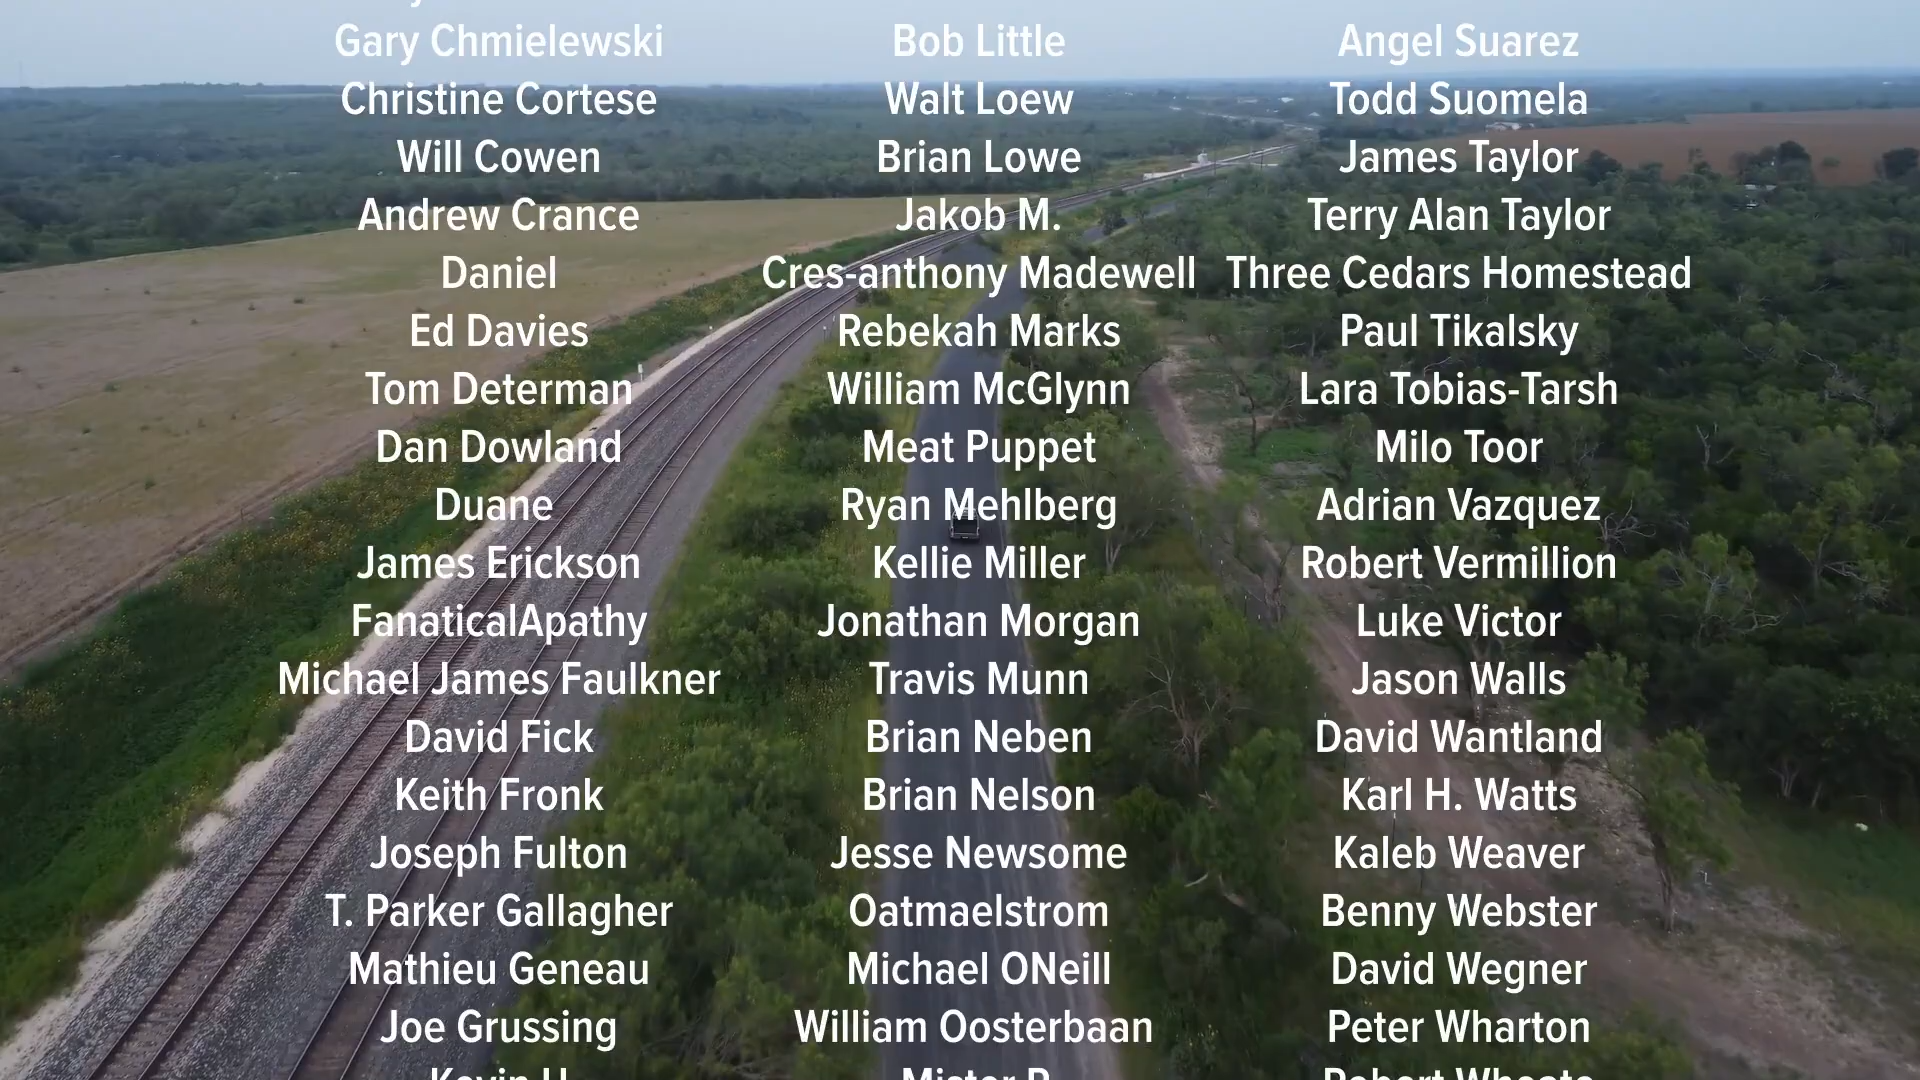 Gary Chmielewski
Christine Cortese
Will Cowen
Andrew Crance
Daniel
Ed Davies
Tom Determan
Dan Dowland
Duane
James Erickson
FanaticalApathy
Michael James Faulkner
David Fick
Keith Fronk
Joseph Fulton
T. Parker Gallagher
Mathieu Geneau
Joe Grussing
Bob Little
Walt Loew
Brian Lowe
Jakob M.
Cres-anthony Madewell
Rebekah Marks
William McGlynn
Meat Puppet
Ryan Mehlberg
Kellie Miller
Jonathan Morgan
Travis Munn
Brian Neben
Brian Nelson
Jesse Newsome
Oatmaelstrom
Michael ONeill
William Oosterbaan
Angel Suarez
Todd Suomela
James Taylor
Terry Alan Taylor
Three Cedars Homestead
Paul Tikalsky
Lara Tobias-Tarsh
Milo Toor
Adrian Vazquez
Robert Vermillion
Luke Victor
Jason Walls
David Wantland
Karl H. Watts
Kaleb Weaver
Benny Webster
David Wegner
Peter Wharton